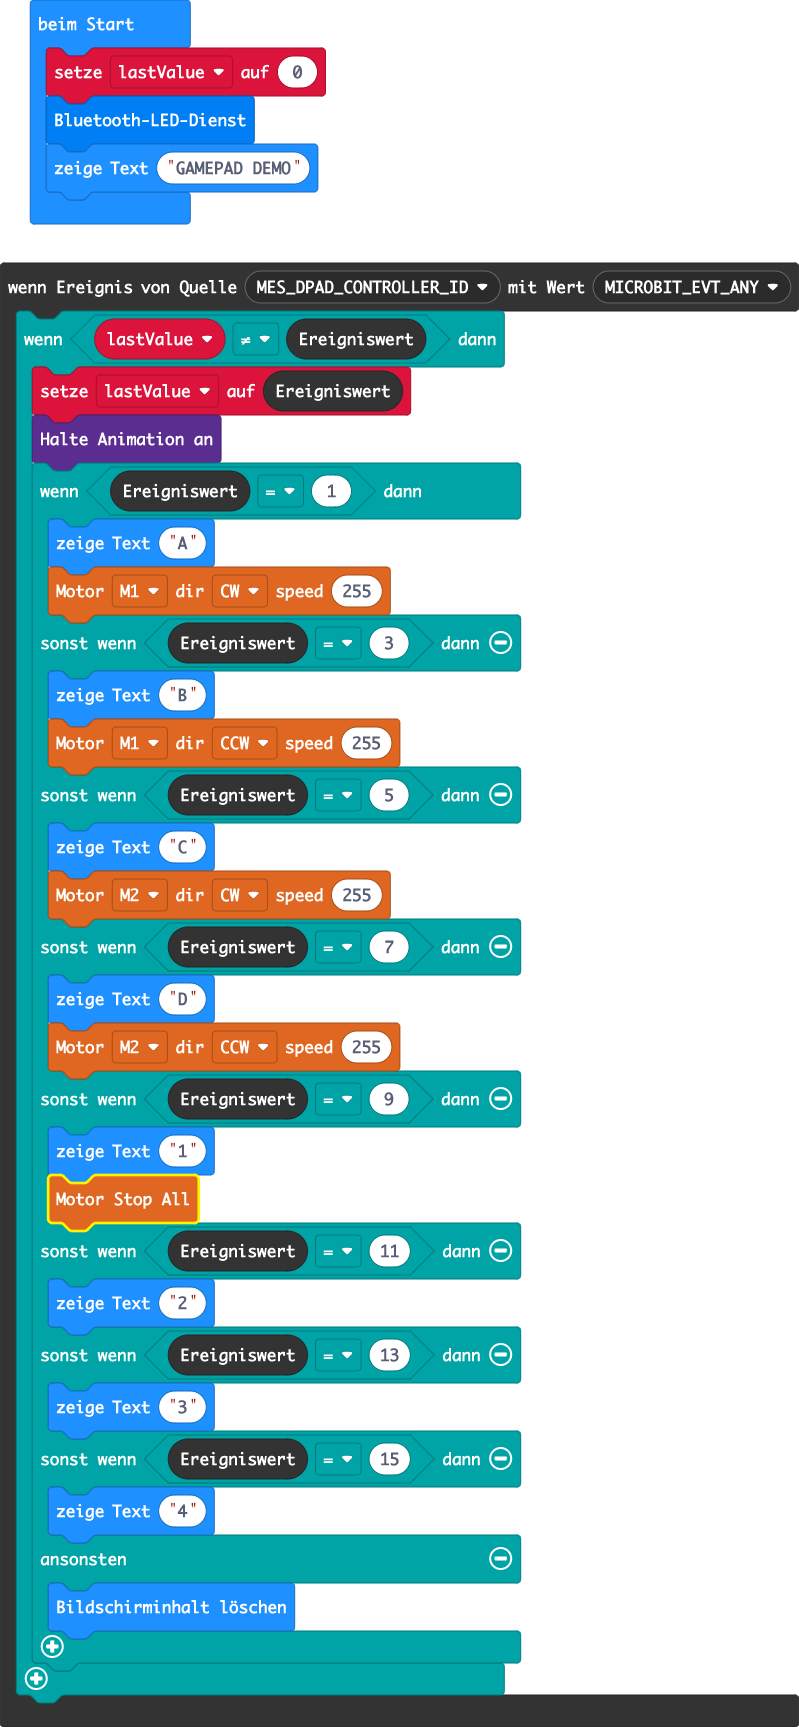 beim Start
setze lastValue auf 0
Bluetooth-LED-Dienst
zeige Text "GAMEPAD DEMO"
wenn Ereignis von Quelle MES_DPAD_CONTROLLER_ID mit Wert MICROBIT_EVT_ANY
wenn lastValue ≠ Ereigniswert dann
setze lastValue auf Ereigniswert
Halte Animation an
wenn Ereigniswert = 1 dann
zeige Text "A"
Motor M1 dir CW speed 255
sonst wenn Ereigniswert = 3 dann
zeige Text "B"
Motor M1 dir CCW speed 255
sonst wenn Ereigniswert = 5 dann
zeige Text "C"
Motor M2 dir CW speed 255
sonst wenn Ereigniswert = 7 dann
zeige Text "D"
Motor M2 dir CCW speed 255
sonst wenn Ereigniswert = 9 dann
zeige Text "1"
Motor Stop All
sonst wenn Ereigniswert = 11 dann
zeige Text "2"
sonst wenn Ereigniswert = 13 dann
zeige Text "3"
sonst wenn Ereigniswert = 15 dann
zeige Text "4"
ansonsten
Bildschirminhalt löschen